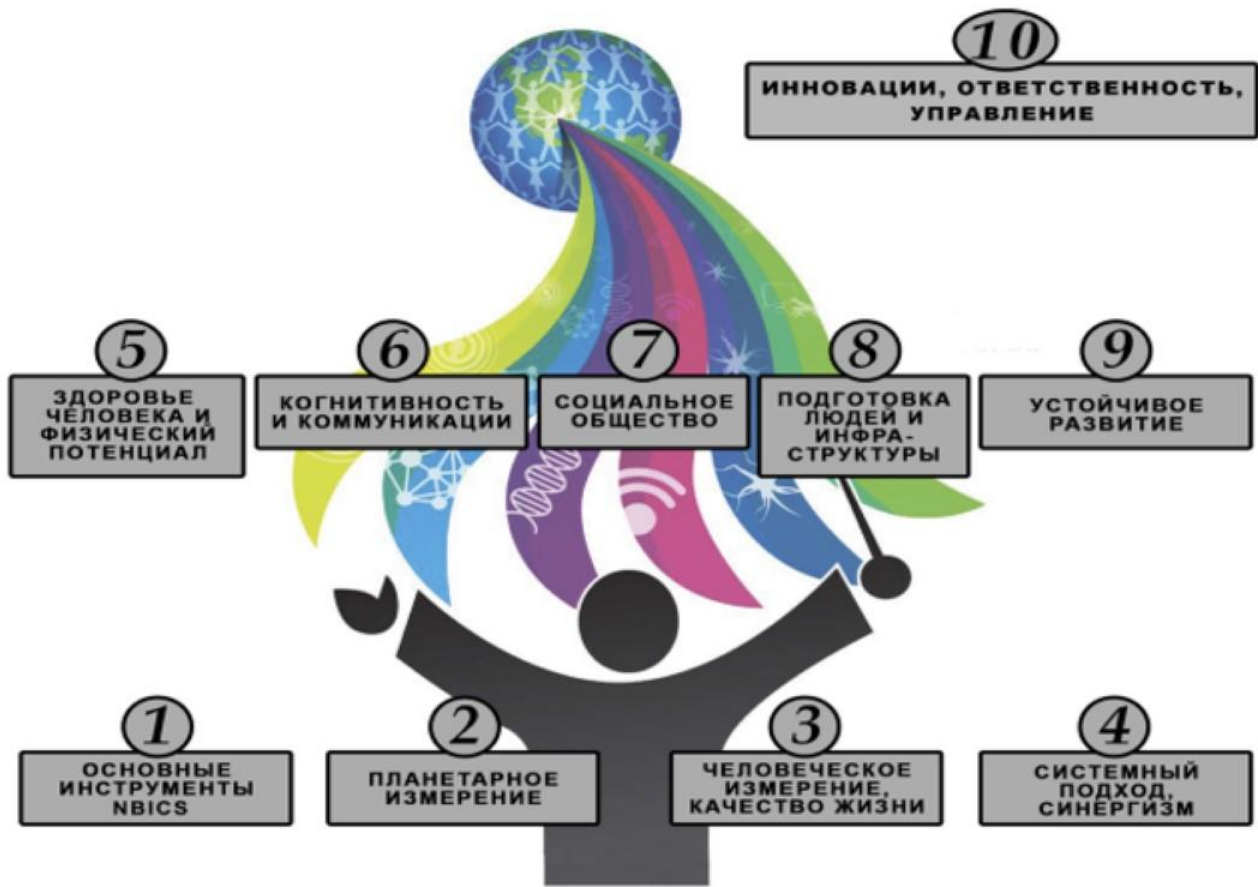 10
ИННОВАЦИИ, ОТВЕТСТВЕННОСТЬ,
УПРАВЛЕНИЕ
5
ЗДОРОВЬЕ
ЧЕЛОВЕКА И
ФИЗИЧЕСКИЙ
ПОТЕНЦИАЛ
6
КОГНИТИВНОСТЬ
И КОММУНИКАЦИИ
7
СОЦИАЛЬНОЕ
ОБЩЕСТВО
8
ПОДГОТОВКА
ЛЮДЕЙ И
ИНФРА-
СТРУКТУРЫ
9
УСТОЙЧИВОЕ
РАЗВИТИЕ
1
ОСНОВНЫЕ
ИНСТРУМЕНТЫ
NBICS
2
ПЛАНЕТАРНОЕ
ИЗМЕРЕНИЕ
3
ЧЕЛОВЕЧЕСКОЕ
ИЗМЕРЕНИЕ,
КАЧЕСТВО ЖИЗНИ
4
СИСТЕМНЫЙ
ПОДХОД,
СИНЕРГИЗМ